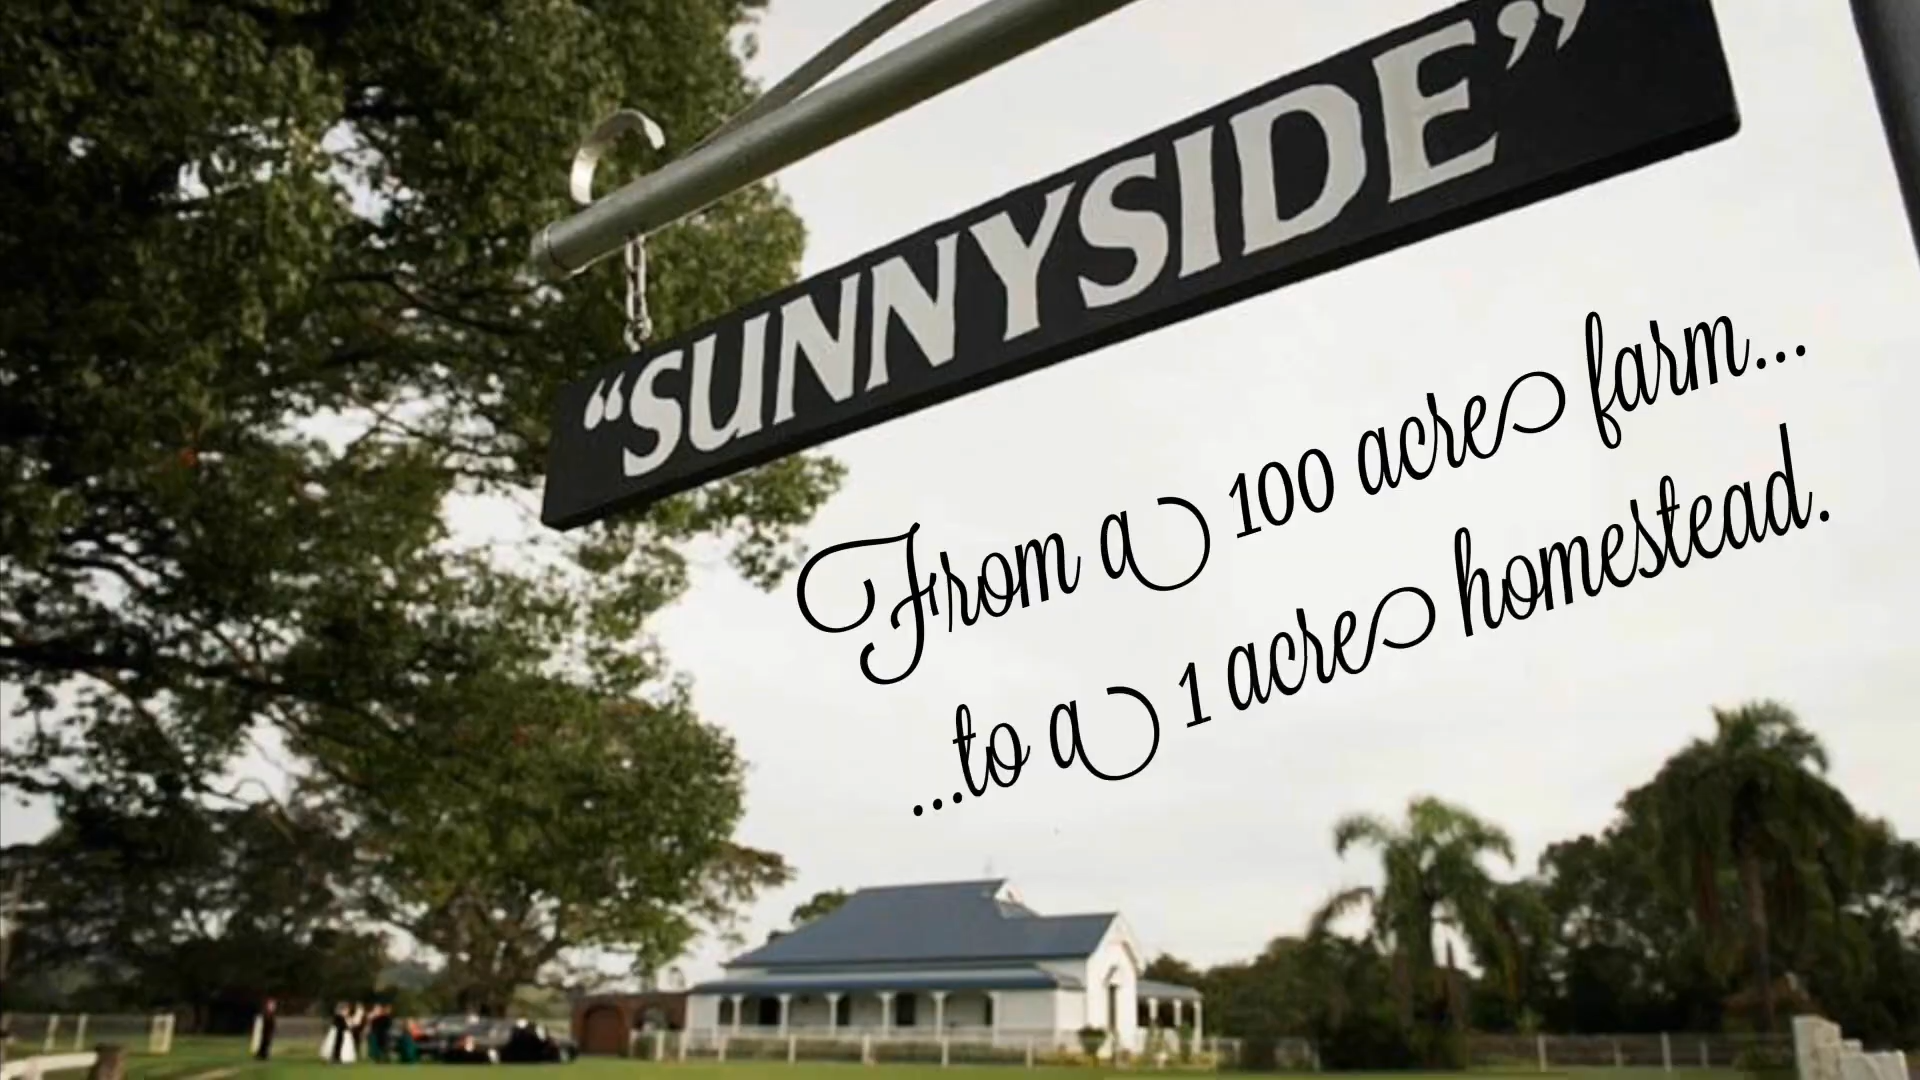 “SUNNYSIDE”
From a 100 acre farm...
...to a 1 acre homestead.